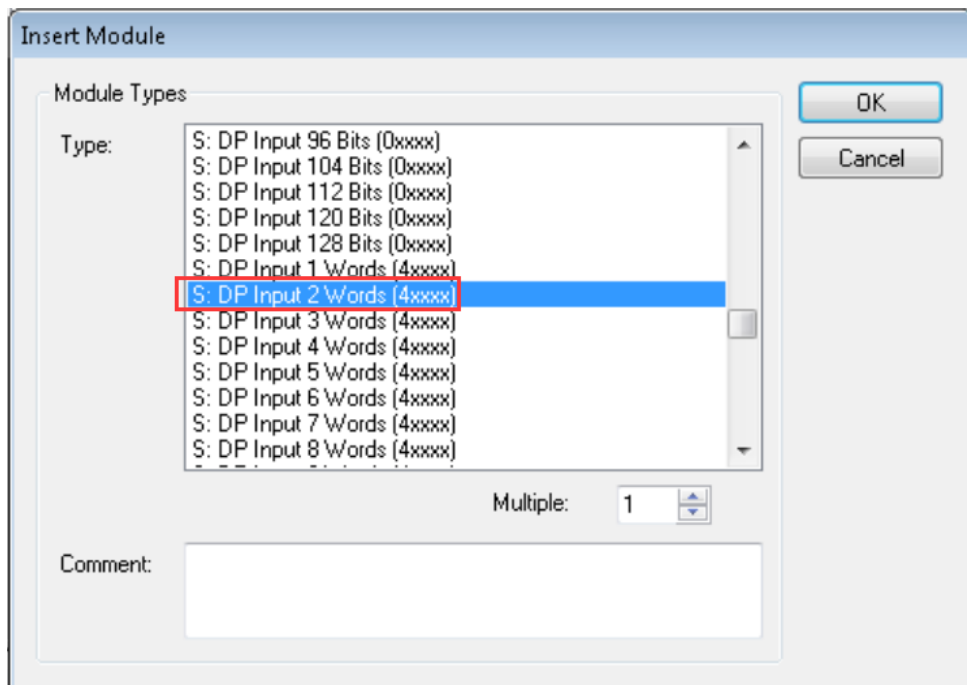 Insert Module
Module Types
Type:
S: DP Input 96 Bits (0xxxx)
S: DP Input 104 Bits (0xxxx)
S: DP Input 112 Bits (0xxxx)
S: DP Input 120 Bits (0xxxx)
S: DP Input 128 Bits (0xxxx)
S: DP Input 1 Words (4xxxx)
S: DP Input 2 Words (4xxxx)
S: DP Input 3 Words (4xxxx)
S: DP Input 4 Words (4xxxx)
S: DP Input 5 Words (4xxxx)
S: DP Input 6 Words (4xxxx)
S: DP Input 7 Words (4xxxx)
S: DP Input 8 Words (4xxxx)
OK
Cancel
Multiple: 1
Comment: